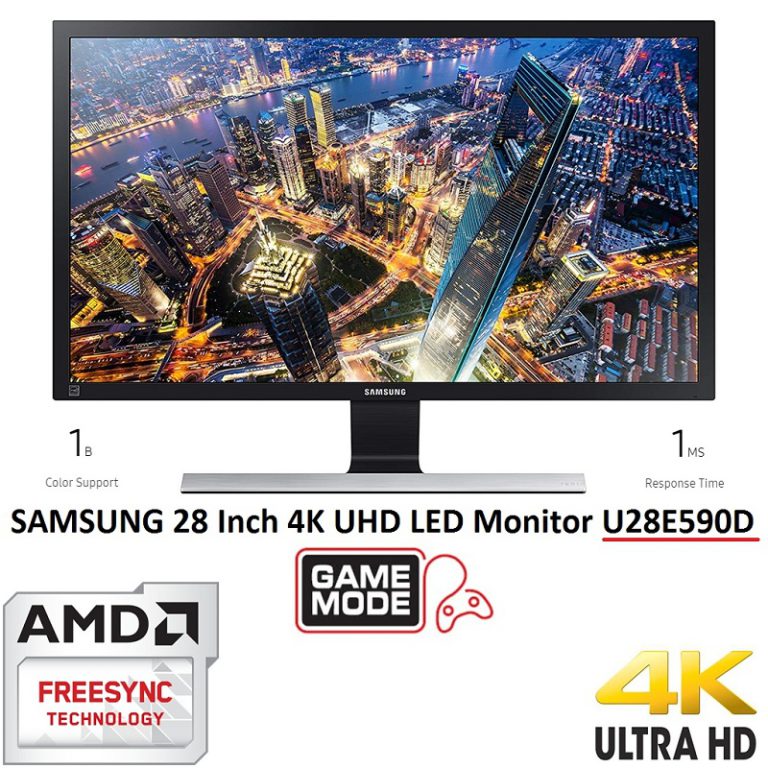 SAMSUNG
1B
Color Support
1MS
Response Time
SAMSUNG 28 Inch 4K UHD LED Monitor U28E590D
GAME
MODE
AMD
FREESYNC
TECHNOLOGY
4K
ULTRA HD